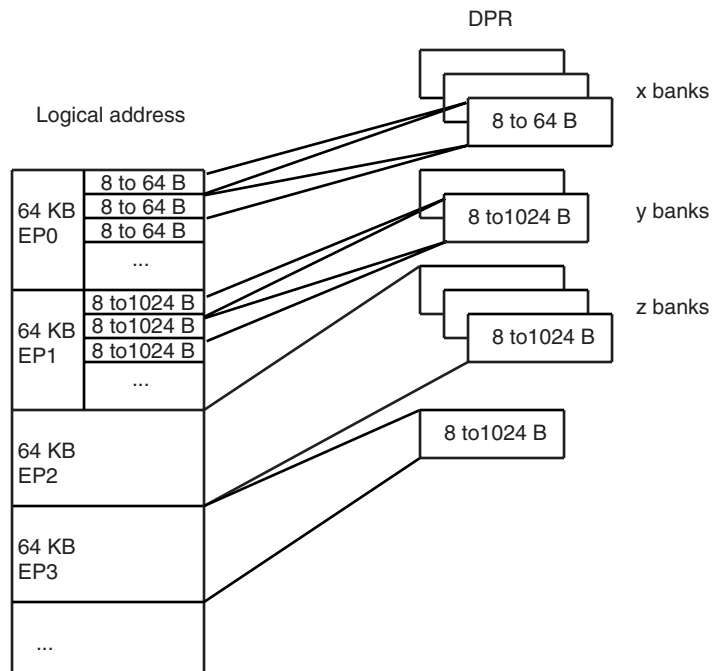 DPR
x banks
8 to 64 B
Logical address
8 to 64 B
64 KB
EP0
8 to 64 B
8 to 64 B
...
y banks
8 to1024 B
64 KB
EP1
8 to1024 B
8 to1024 B
8 to1024 B
...
z banks
8 to1024 B
64 KB
EP2
8 to1024 B
64 KB
EP3
...